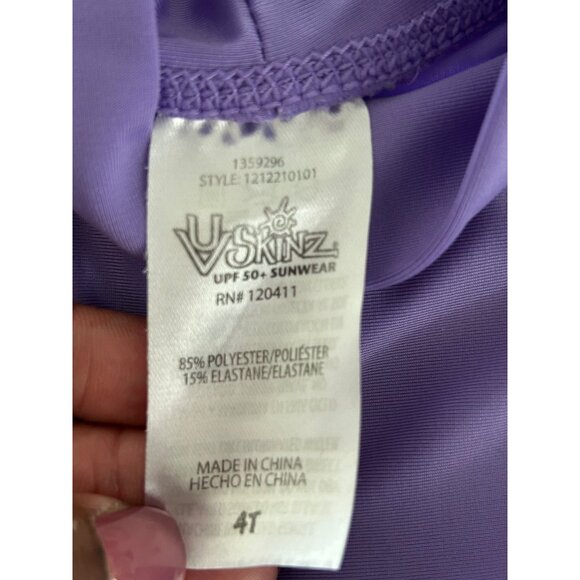 1359296
STYLE: 1212210101
UV SKINZ
UPF 50+ SUNWEAR
RN# 120411
85% POLYESTER/POLIÉSTER
15% ELASTANE/ELASTANE
MADE IN CHINA
HECHO EN CHINA
4T